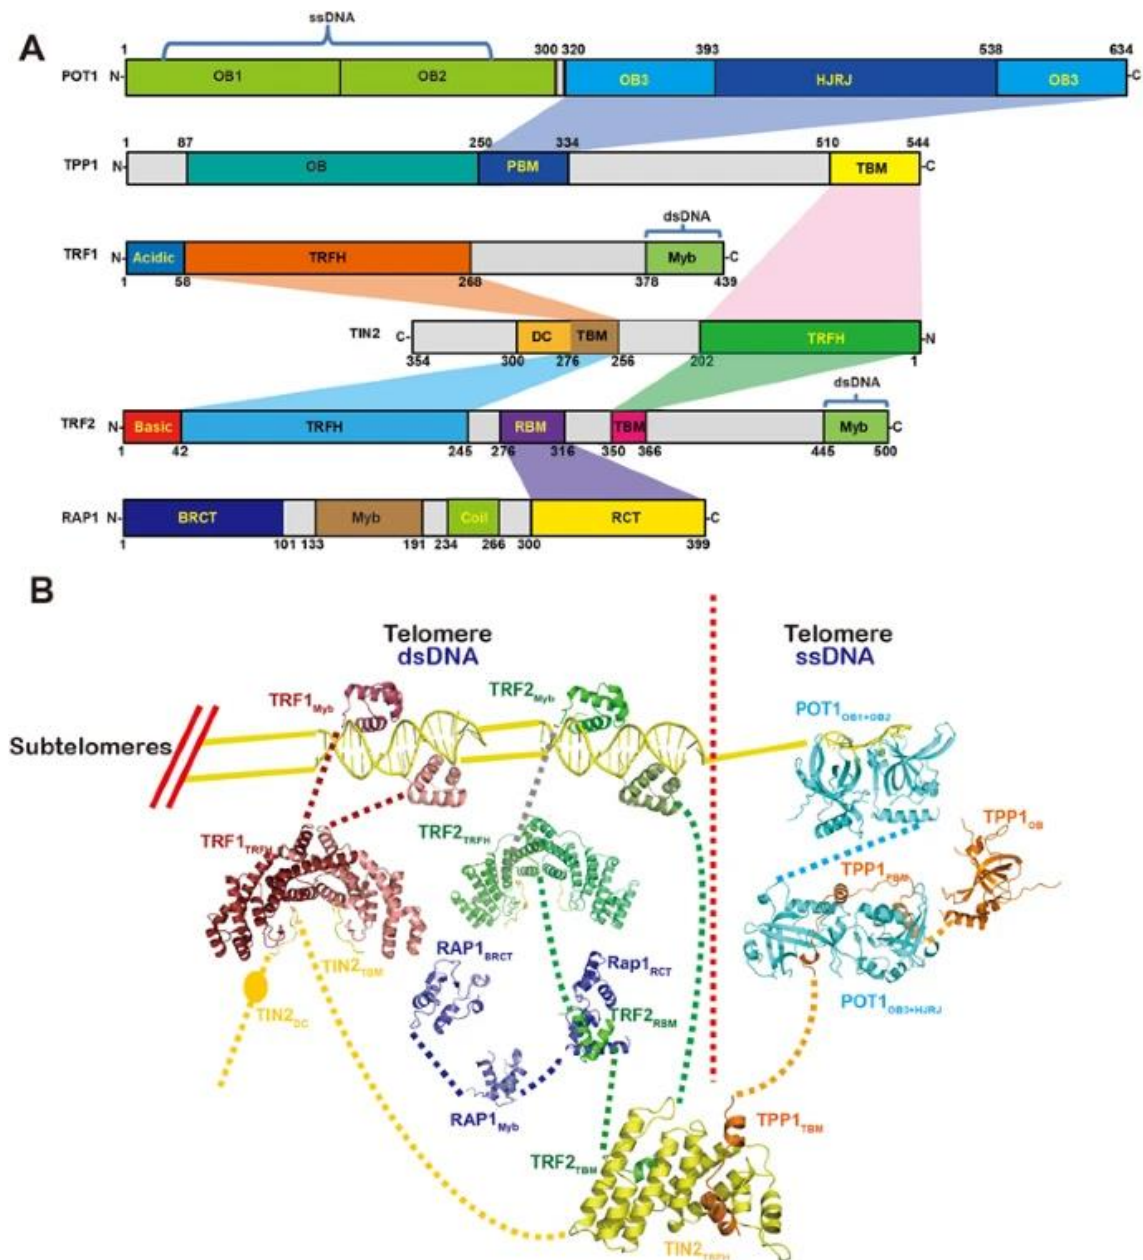 A
ssDNA
1 300 320 393 538 634
POT1 N- OB1 OB2 OB3 HJRJ OB3 -C
1 87 250 334 510 544
TPP1 N- OB PBM TBM -C
dsDNA
TRF1 N- Acidic TRFH Myb -C
1 58 268 378 439
TIN2 C- DC TBM TRFH -N
354 300 276 256 202 1
dsDNA
TRF2 N- Basic TRFH RBM TBM Myb -C
1 42 245 276 316 350 366 445 500
RAP1 N- BRCT Myb Coil RCT -C
1 101 133 191 234 266 300 399
B
Telomere
dsDNA
Telomere
ssDNA
TRF1Myb
TRF2Myb
POT1OB1+OB2
Subtelomeres
TRF1TRFH
TRF2TRFH
TPP1OB
TPP1PBM
TIN2TBM
RAP1BRCT
Rap1RCT
POT1OB3+HJRJ
TIN2DC
TRF2RBM
RAP1Myb
TPP1TBM
TRF2TBM
TIN2TRFH